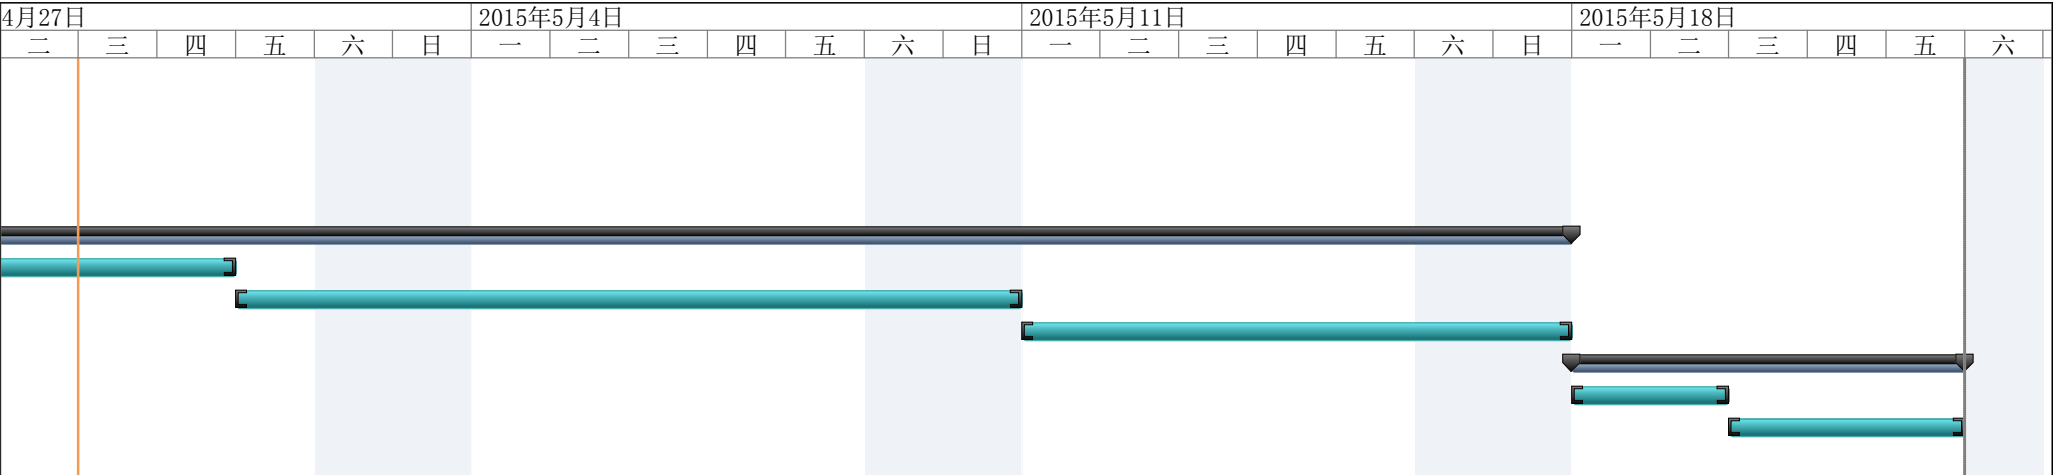 4月27日 2015年5月4日 2015年5月11日 2015年5月18日
二 三 四 五 六 日 一 二 三 四 五 六 日 一 二 三 四 五 六 日 一 二 三 四 五 六